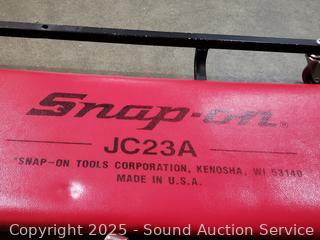 Snap-on®
JC23A
*SNAP-ON TOOLS CORPORATION, KENOSHA, WI 53140
MADE IN U.S.A.
Copyright 2025 - Sound Auction Service